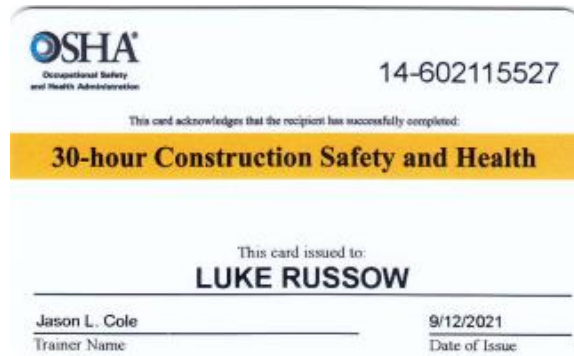 OSHA®
Occupational Safety
and Health Administration
14-602115527
This card acknowledges that the recipient has successfully completed:
30-hour Construction Safety and Health
This card issued to:
LUKE RUSSOW
Jason L. Cole 9/12/2021
Trainer Name Date of Issue